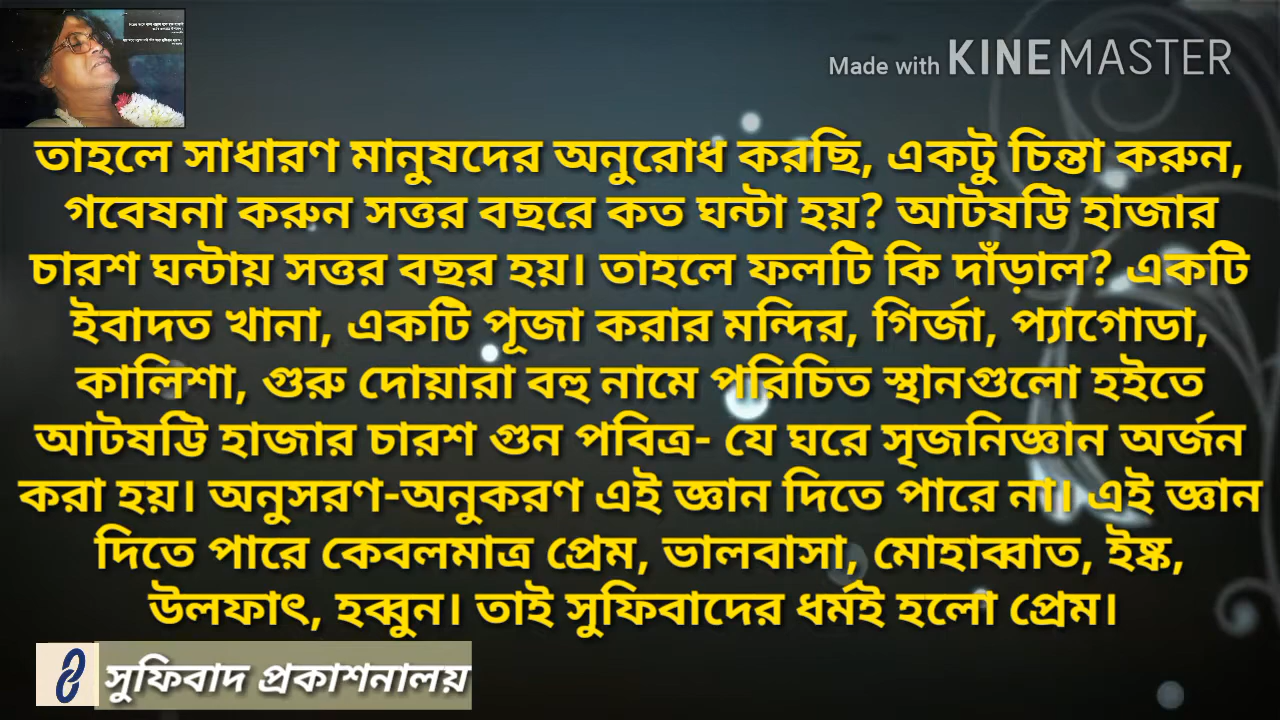 Made with KINEMASTER
তাহলে সাধারণ মানুষদের অনুরোধ করছি, একটু চিন্তা করুন,
গবেষনা করুন সত্তর বছরে কত ঘন্টা হয়? আটষট্টি হাজার
চারশ ঘন্টায় সত্তর বছর হয়। তাহলে ফলটি কি দাঁড়াল? একটি
ইবাদত খানা, একটি পূজা করার মন্দির, গির্জা, প্যাগোডা,
কালিশা, গুরু দোয়ারা বহু নামে পরিচিত স্থানগুলো হইতে
আটষট্টি হাজার চারশ গুন পবিত্র- যে ঘরে সৃজনিজ্ঞান অর্জন
করা হয়। অনুসরণ-অনুকরণ এই জ্ঞান দিতে পারে না। এই জ্ঞান
দিতে পারে কেবলমাত্র প্রেম, ভালবাসা, মোহাব্বাত, ইষ্ক,
উলফাৎ, হব্বুন। তাই সুফিবাদের ধর্মই হলো প্রেম।
সুফিবাদ প্রকাশনালয়